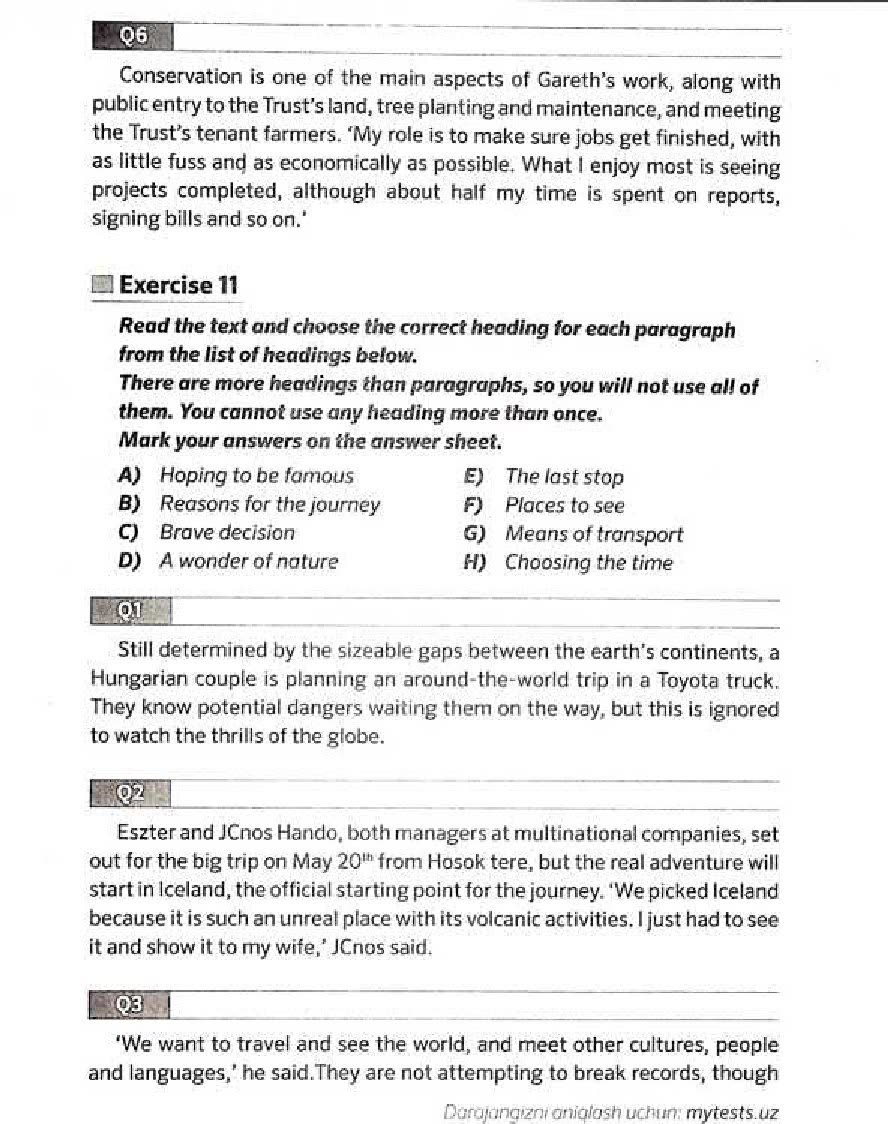 Q6
Conservation is one of the main aspects of Gareth's work, along with
public entry to the Trust's land, tree planting and maintenance, and meeting
the Trust's tenant farmers. 'My role is to make sure jobs get finished, with
as little fuss and as economically as possible. What I enjoy most is seeing
projects completed, although about half my time is spent on reports,
signing bills and so on.'
Exercise 11
Read the text and choose the correct heading for each paragraph
from the list of headings below.
There are more headings than paragraphs, so you will not use all of
them. You cannot use any heading more than once.
Mark your answers on the answer sheet.
A) Hoping to be famous
B) Reasons for the journey
C) Brave decision
D) A wonder of nature
E) The last stop
F) Places to see
G) Means of transport
H) Choosing the time
Q1
Still determined by the sizeable gaps between the earth's continents, a
Hungarian couple is planning an around-the-world trip in a Toyota truck.
They know potential dangers waiting them on the way, but this is ignored
to watch the thrills of the globe.
Q2
Eszter and JCnos Hando, both managers at multinational companies, set
out for the big trip on May 20th from Hosok tere, but the real adventure will
start in Iceland, the official starting point for the journey. 'We picked Iceland
because it is such an unreal place with its volcanic activities. I just had to see
it and show it to my wife,' JCnos said.
Q3
'We want to travel and see the world, and meet other cultures, people
and languages,' he said.They are not attempting to break records, though
Darajangizni aniqlash uchun: mytests.uz